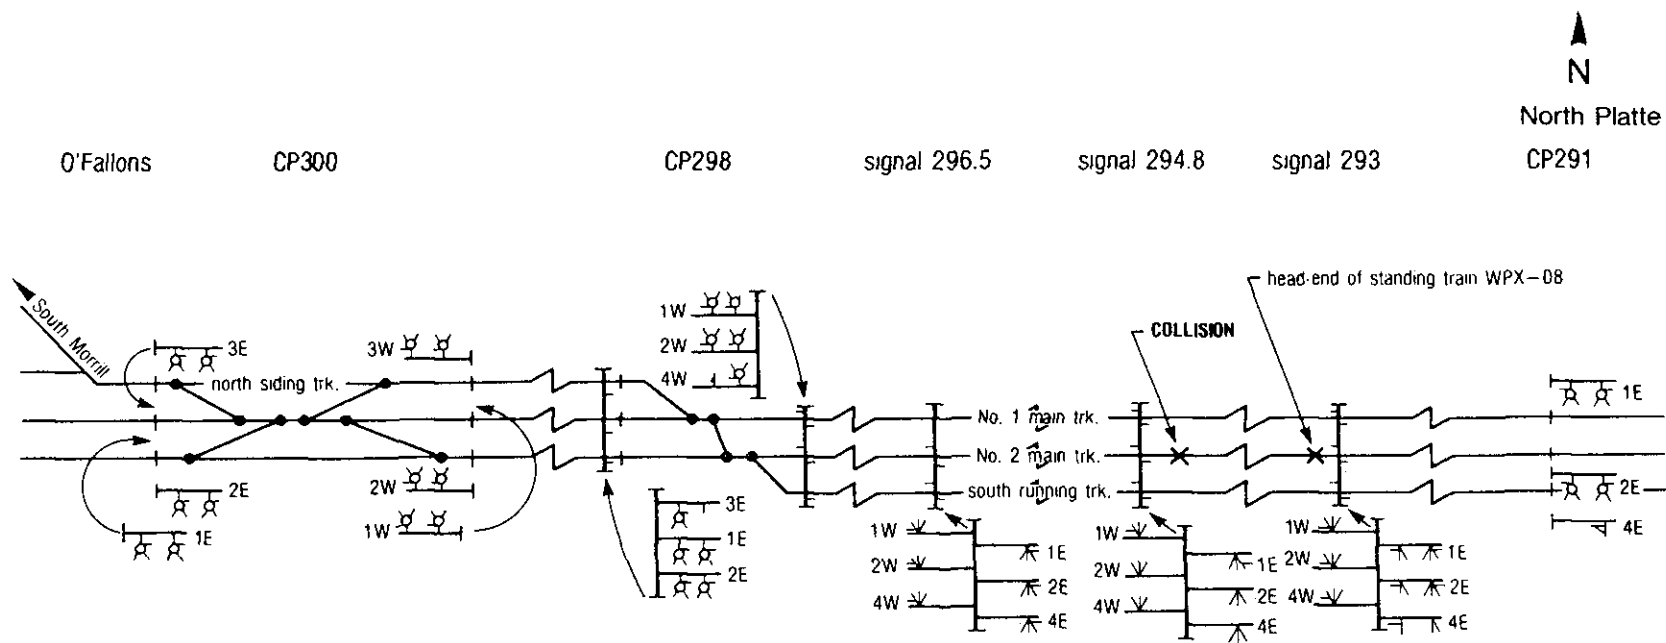 N
North Platte
O'Fallons
CP300
CP298
signal 296.5
signal 294.8
signal 293
CP291
head-end of standing train WPX-08
COLLISION
South Morrill
3E
3W
north siding trk.
1W
2W
4W
No. 1 main trk.
No. 2 main trk.
south running trk.
1E
2E
4E
2E
1E
2W
1W
3E
1E
2E
1W
2W
4W
1E
2E
4E
1W
2W
4W
1E
2E
4E
1W
2W
4W
1E
2E
4E